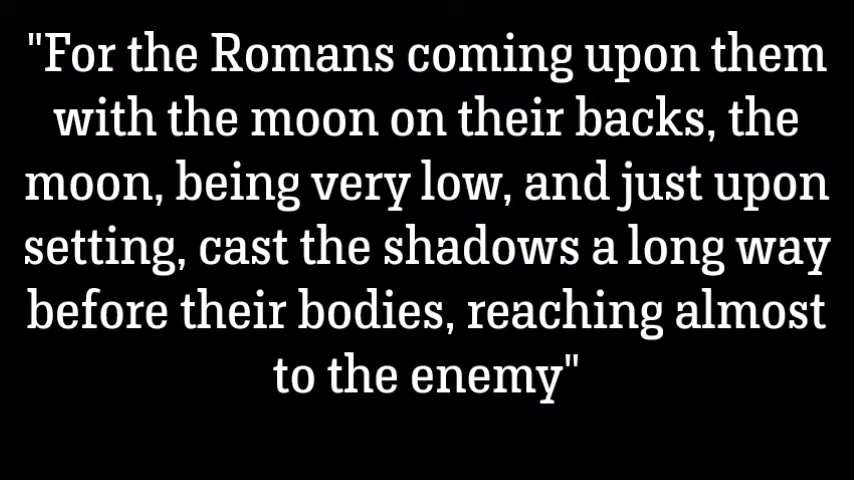 "For the Romans coming upon them
with the moon on their backs, the
moon, being very low, and just upon
setting, cast the shadows a long way
before their bodies, reaching almost
to the enemy"